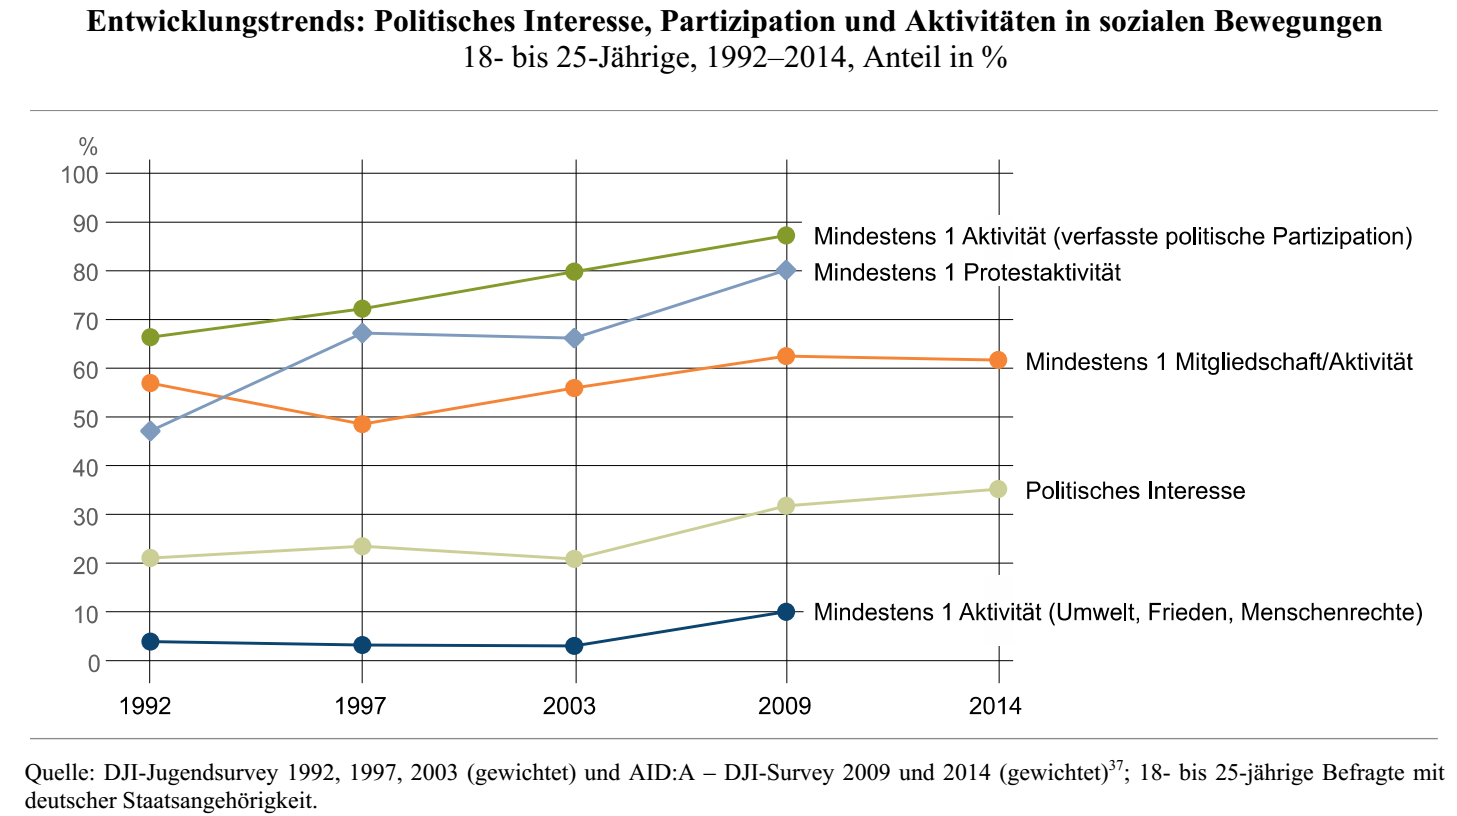 Entwicklungstrends: Politisches Interesse, Partizipation und Aktivitäten in sozialen Bewegungen
18- bis 25-Jährige, 1992–2014, Anteil in %
%
100
90
Mindestens 1 Aktivität (verfasste politische Partizipation)
80
Mindestens 1 Protestaktivität
70
60
Mindestens 1 Mitgliedschaft/Aktivität
50
40
Politisches Interesse
30
20
10
Mindestens 1 Aktivität (Umwelt, Frieden, Menschenrechte)
0
1992 1997 2003 2009 2014
Quelle: DJI-Jugendsurvey 1992, 1997, 2003 (gewichtet) und AID:A – DJI-Survey 2009 und 2014 (gewichtet)³⁷; 18- bis 25-jährige Befragte mit
deutscher Staatsangehörigkeit.